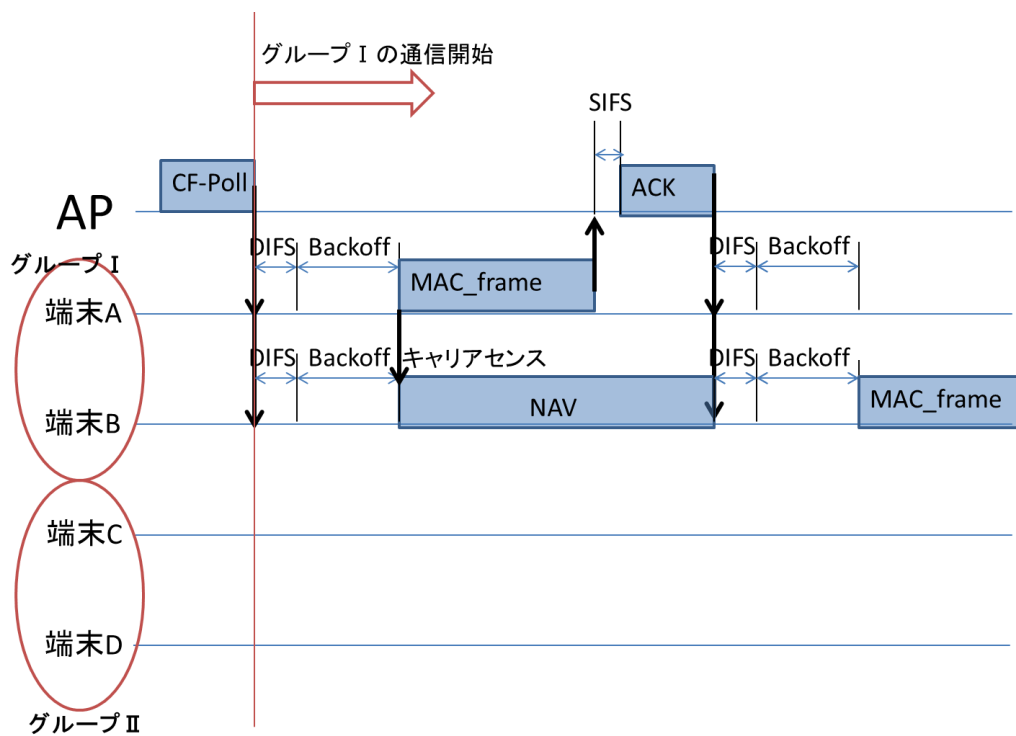 グループⅠの通信開始
SIFS
CF-Poll
ACK
AP
DIFS
Backoff
DIFS
Backoff
グループⅠ
MAC_frame
端末A
DIFS
Backoff
キャリアセンス
DIFS
Backoff
NAV
MAC_frame
端末B
端末C
端末D
グループⅡ